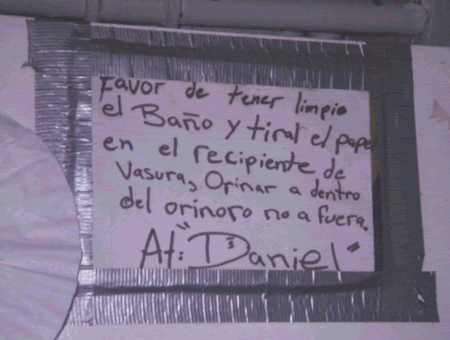 Favor de tener limpio
el Baño y tirar el pape
en el recipiente de
Vasura, Orinar a dentro
del orinoro no a fuera.
At: "Daniel"